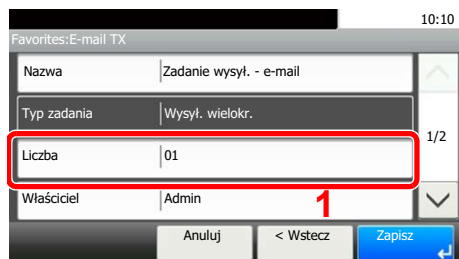 10:10
Favorites:E-mail TX
Nazwa Zadanie wysył. - e-mail
Typ zadania Wysył. wielokr.
1/2
Liczba 01
Właściciel Admin
1
Anuluj < Wstecz Zapisz